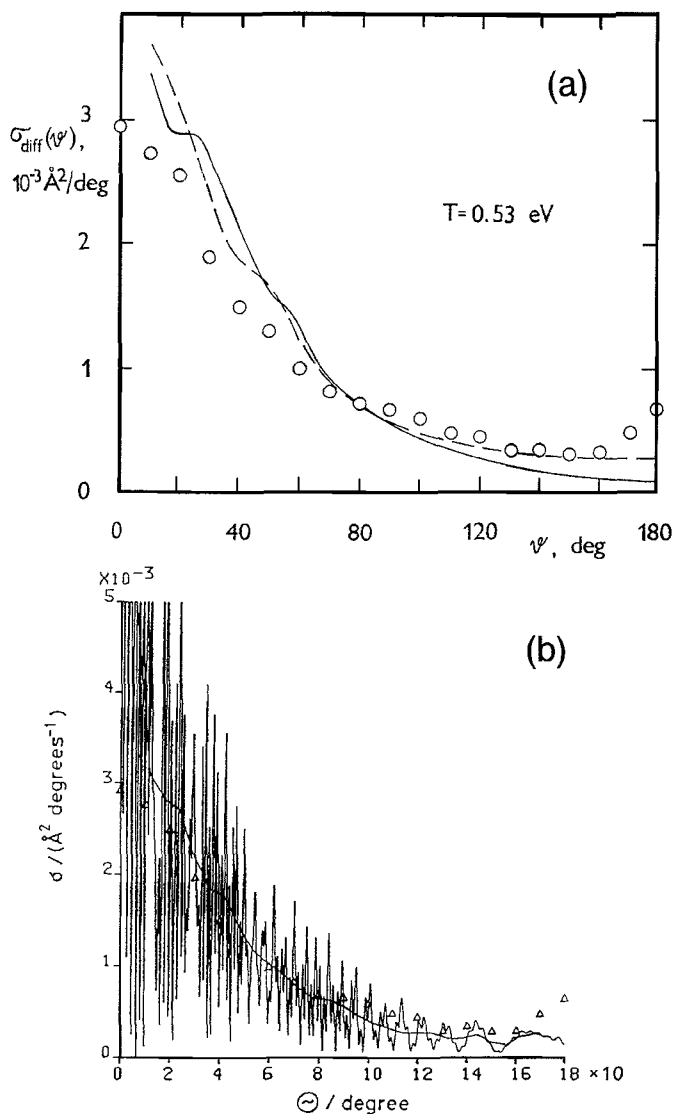 (a)
3
σdiff(ϑ),
10⁻³Å²/deg
T=0.53 eV
2
1
0
0 40 80 120 180
ϑ, deg
×10⁻³
5
(b)
4
3
2
1
0
σ/(Å² degrees⁻¹)
0 2 4 6 8 10 12 14 16 18 ×10
Θ / degree